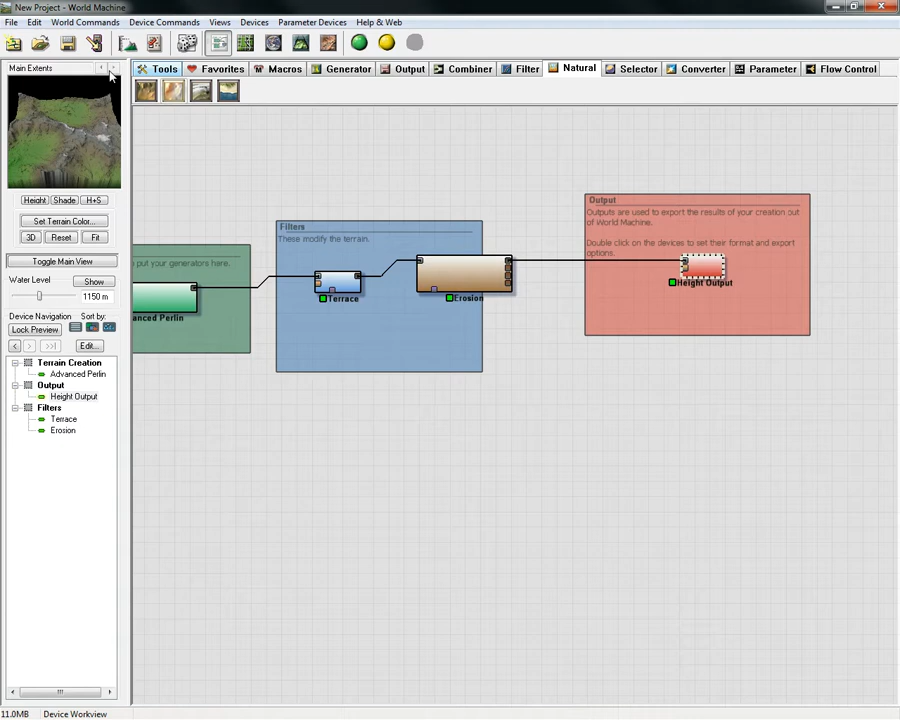 New Project - World Machine
File Edit World Commands Device Commands Views Devices Parameter Devices Help & Web
Main Extents
Tools Favorites Macros Generator Output Combiner Filter Natural Selector Converter Parameter Flow Control
Height Shade H+S
Set Terrain Color...
3D Reset Fit
Toggle Main View
Water Level Show
1150 m
Device Navigation Sort by:
Lock Preview
Edit...
Terrain Creation
Advanced Perlin
Output
Height Output
Filters
Terrace
Erosion
put your generators here.
anced Perlin
Filters
These modify the terrain.
Terrace
Erosion
Output
Outputs are used to export the results of your creation out
of World Machine.
Double click on the devices to set their format and export
options.
Height Output
11.0MB Device Workview